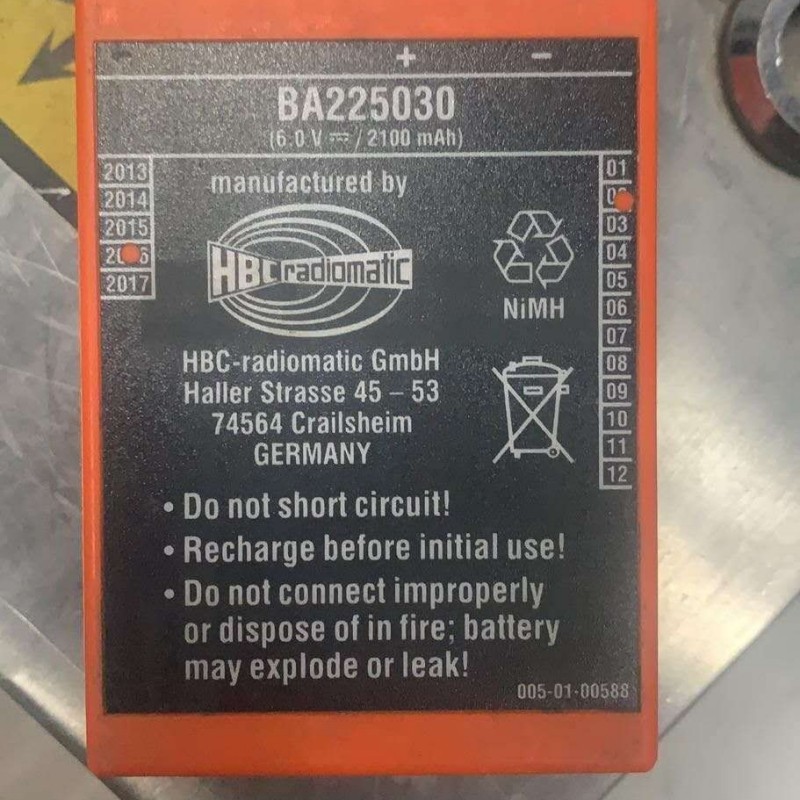 + −
BA225030
(6.0 V ⎓ / 2100 mAh)
2013
2014
2015
2017
manufactured by
HBC radiomatic
NiMH
HBC-radiomatic GmbH
Haller Strasse 45 – 53
74564 Crailsheim
GERMANY
01
03
04
05
06
07
08
09
10
11
12
• Do not short circuit!
• Recharge before initial use!
• Do not connect improperly
or dispose of in fire; battery
may explode or leak!
005-01-00588